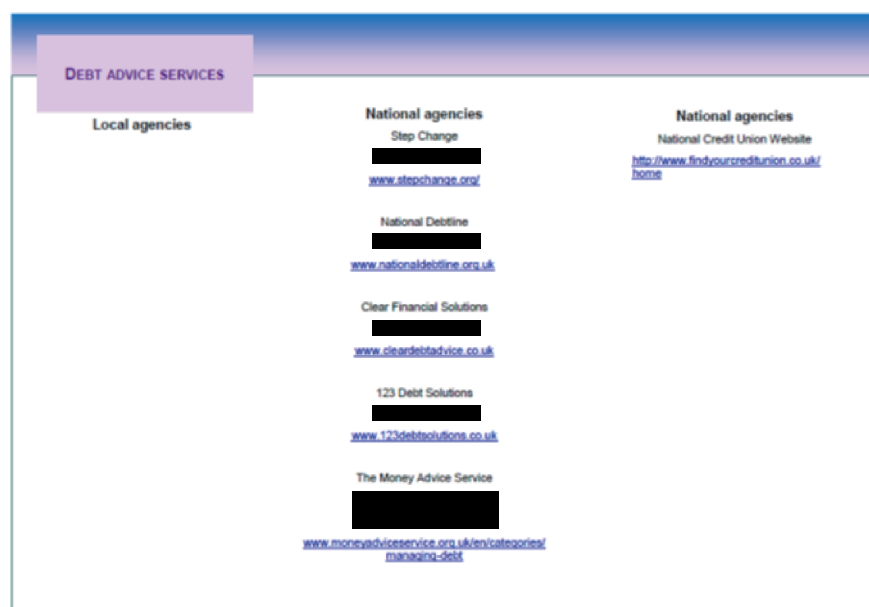 DEBT ADVICE SERVICES
Local agencies
National agencies
Step Change
www.stepchange.org/
National Debtline
www.nationaldebtline.org.uk
Clear Financial Solutions
www.cleardebtadvice.co.uk
123 Debt Solutions
www.123debtsolutions.co.uk
The Money Advice Service
www.moneyadviceservice.org.uk/en/categories/
managing-debt
National agencies
National Credit Union Website
http://www.findyourcreditunion.co.uk/
home